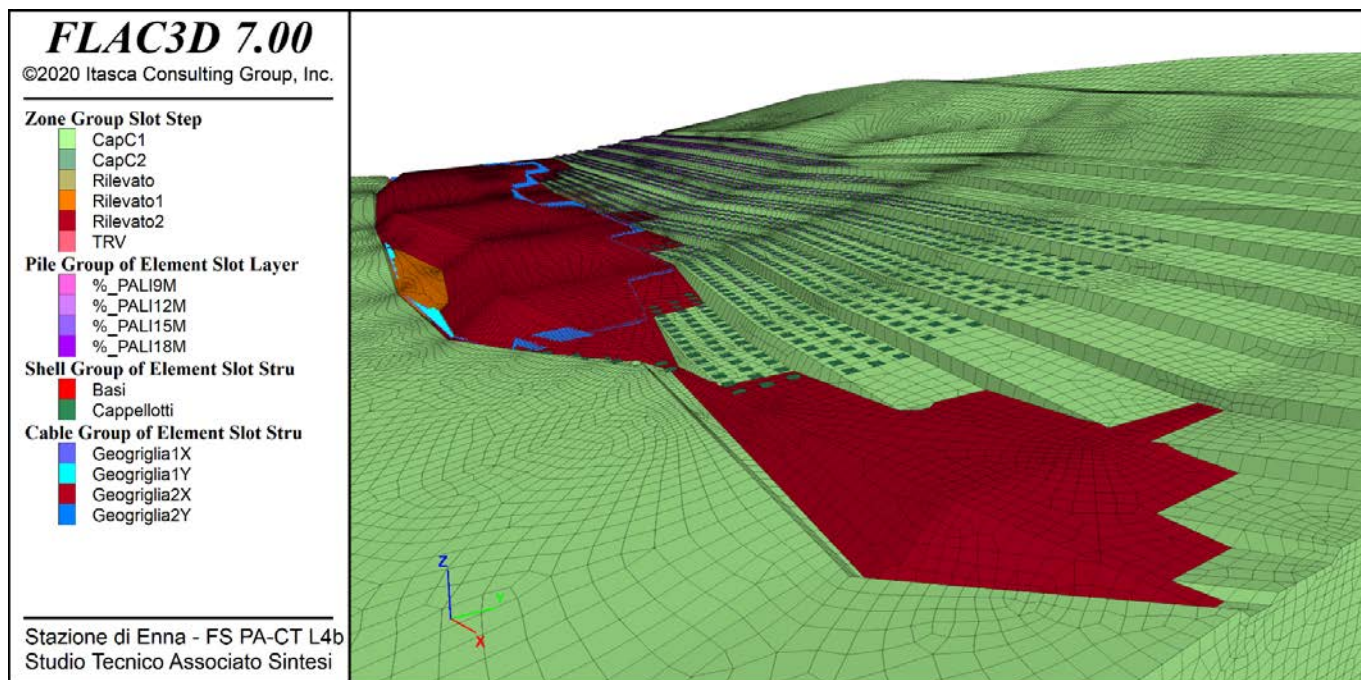 FLAC3D 7.00
©2020 Itasca Consulting Group, Inc.
Zone Group Slot Step
CapC1
CapC2
Rilevato
Rilevato1
Rilevato2
TRV
Pile Group of Element Slot Layer
%_PALI9M
%_PALI12M
%_PALI15M
%_PALI18M
Shell Group of Element Slot Stru
Basi
Cappellotti
Cable Group of Element Slot Stru
Geogriglia1X
Geogriglia1Y
Geogriglia2X
Geogriglia2Y
Stazione di Enna - FS PA-CT L4b
Studio Tecnico Associato Sintesi
Z
Y
X